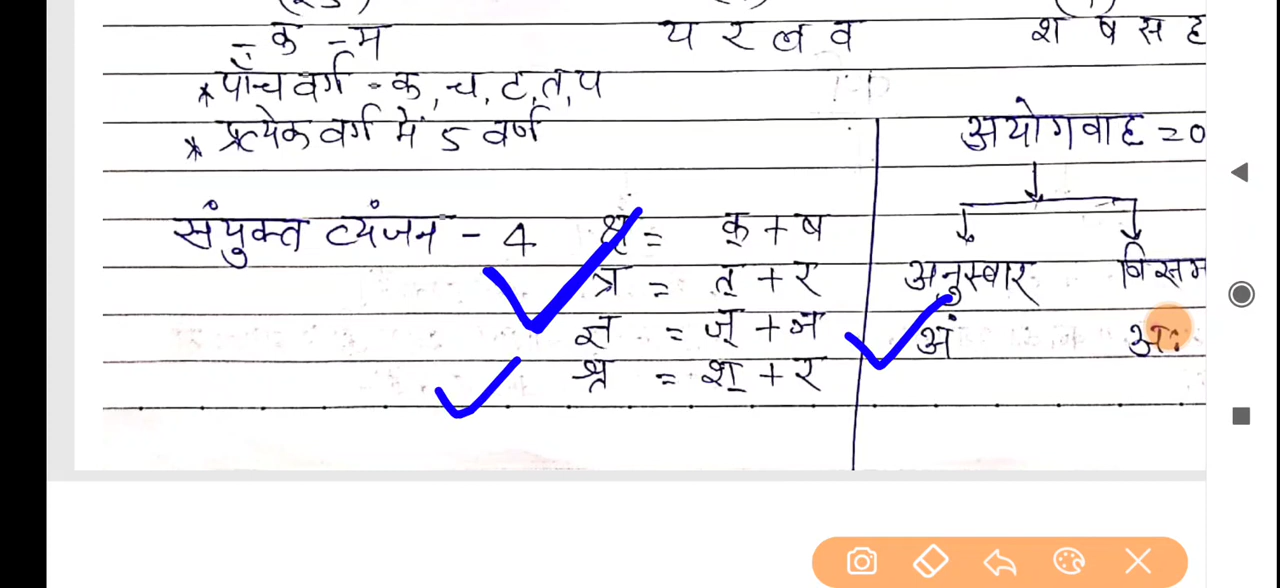 - क - म
य र ल व
श ष स ह
* पाँच वर्ग - क, च, ट, त, प
* प्रत्येक वर्ग में 5 वर्ण
अयोगवाह = 0
संयुक्त व्यंजन - 4
क्ष = क् + ष
त्र = त् + र
ज्ञ = ज् + ञ
श्र = श् + र
अनुस्वार
अं
अः